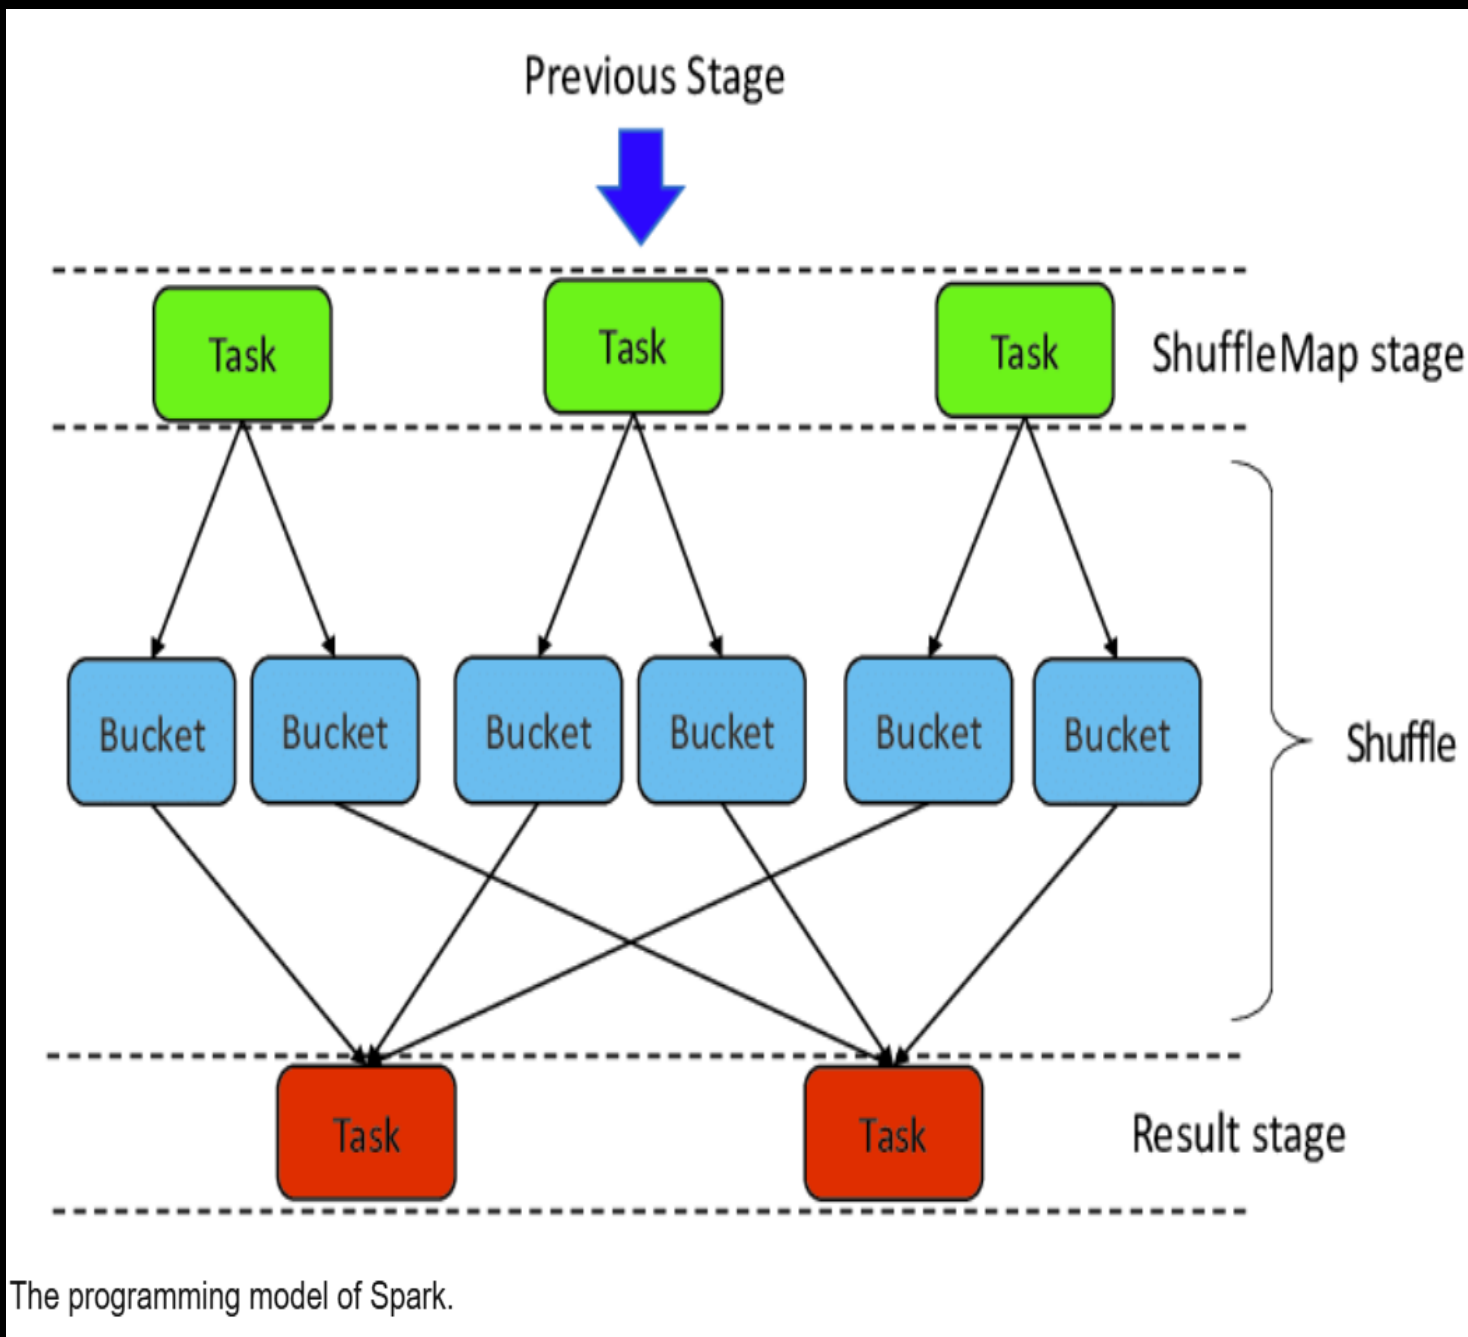 Previous Stage
Task
Task
Task
ShuffleMap stage
Bucket
Bucket
Bucket
Bucket
Bucket
Bucket
Shuffle
Task
Task
Result stage
The programming model of Spark.